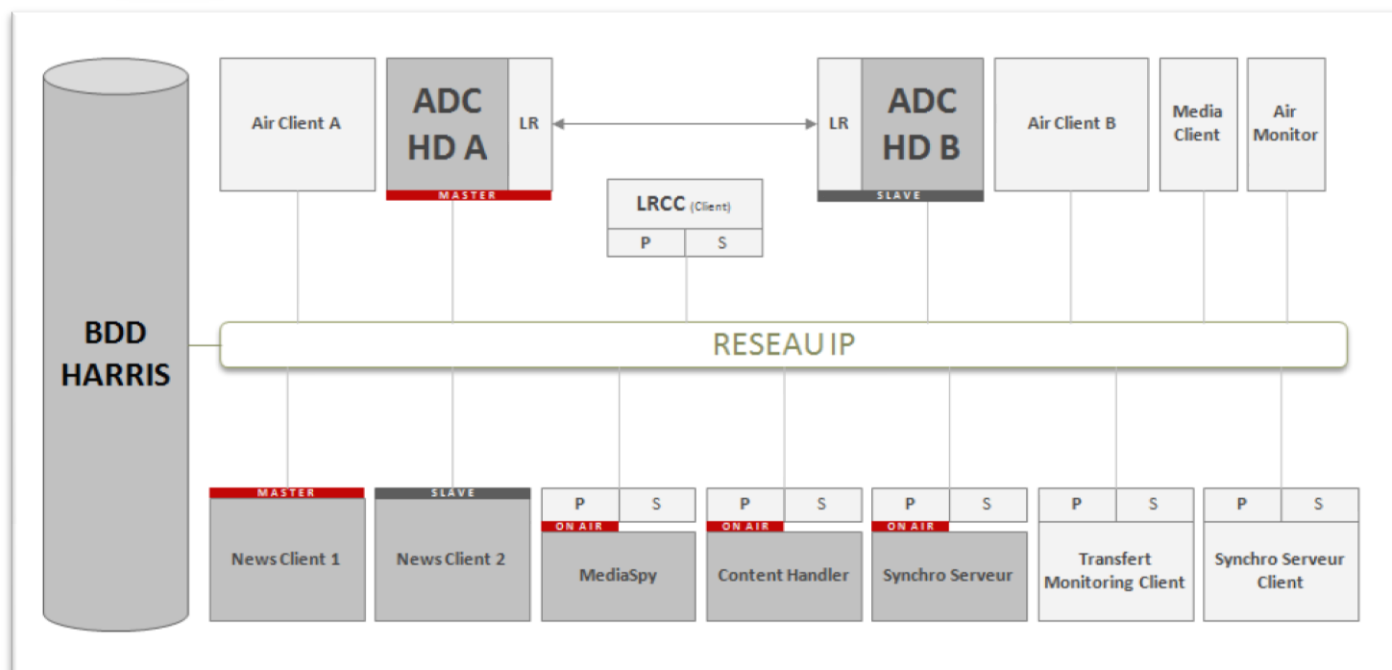 BDD
HARRIS
Air Client A
ADC
HD A
LR
MASTER
LR
ADC
HD B
SLAVE
Air Client B
Media
Client
Air
Monitor
LRCC (Client)
P
S
RESEAU IP
MASTER
News Client 1
SLAVE
News Client 2
P
S
ON AIR
MediaSpy
P
S
ON AIR
Content Handler
P
S
ON AIR
Synchro Serveur
P
S
Transfert
Monitoring Client
P
S
Synchro Serveur
Client